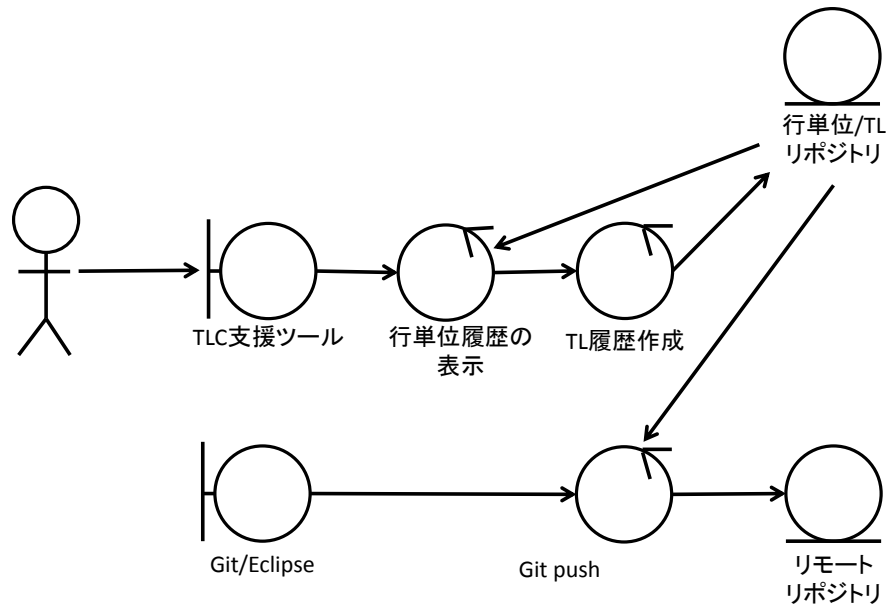 行単位/TL
リポジトリ
TLC支援ツール
行単位履歴の
表示
TL履歴作成
Git/Eclipse
Git push
リモート
リポジトリ